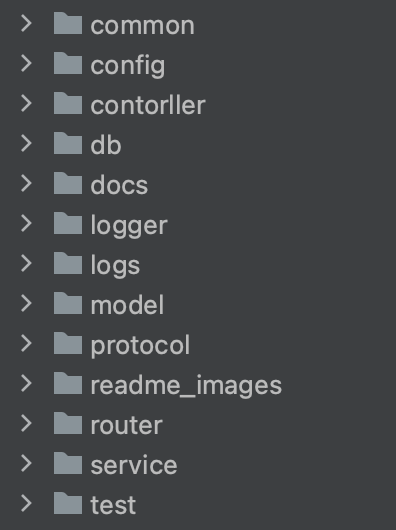 common
config
contorller
db
docs
logger
logs
model
protocol
readme_images
router
service
test